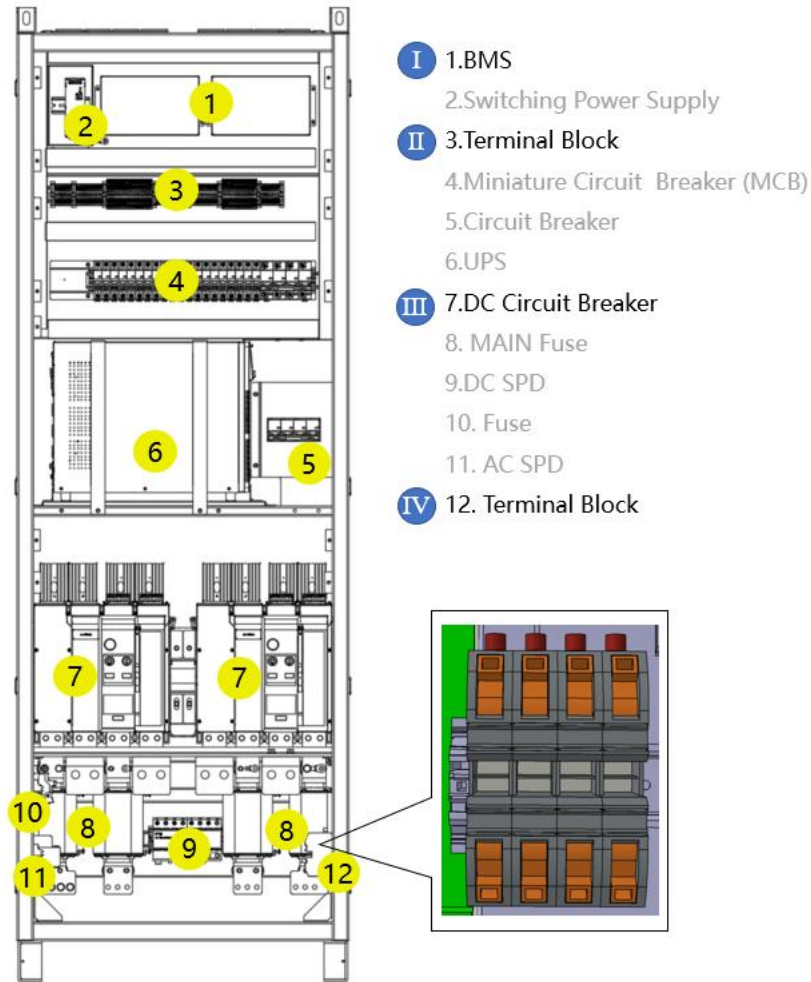 I 1.BMS
2.Switching Power Supply
II 3.Terminal Block
4.Miniature Circuit Breaker (MCB)
5.Circuit Breaker
6.UPS
III 7.DC Circuit Breaker
8. MAIN Fuse
9.DC SPD
10. Fuse
11. AC SPD
IV 12. Terminal Block
1
2
3
4
6
5
7
7
10
8
8
9
11
12